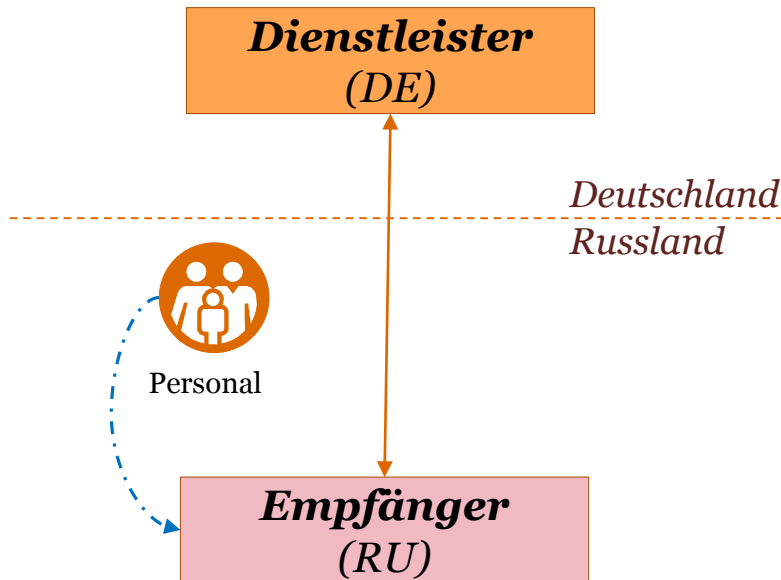 Dienstleister
(DE)
Deutschland
Russland
Personal
Empfänger
(RU)